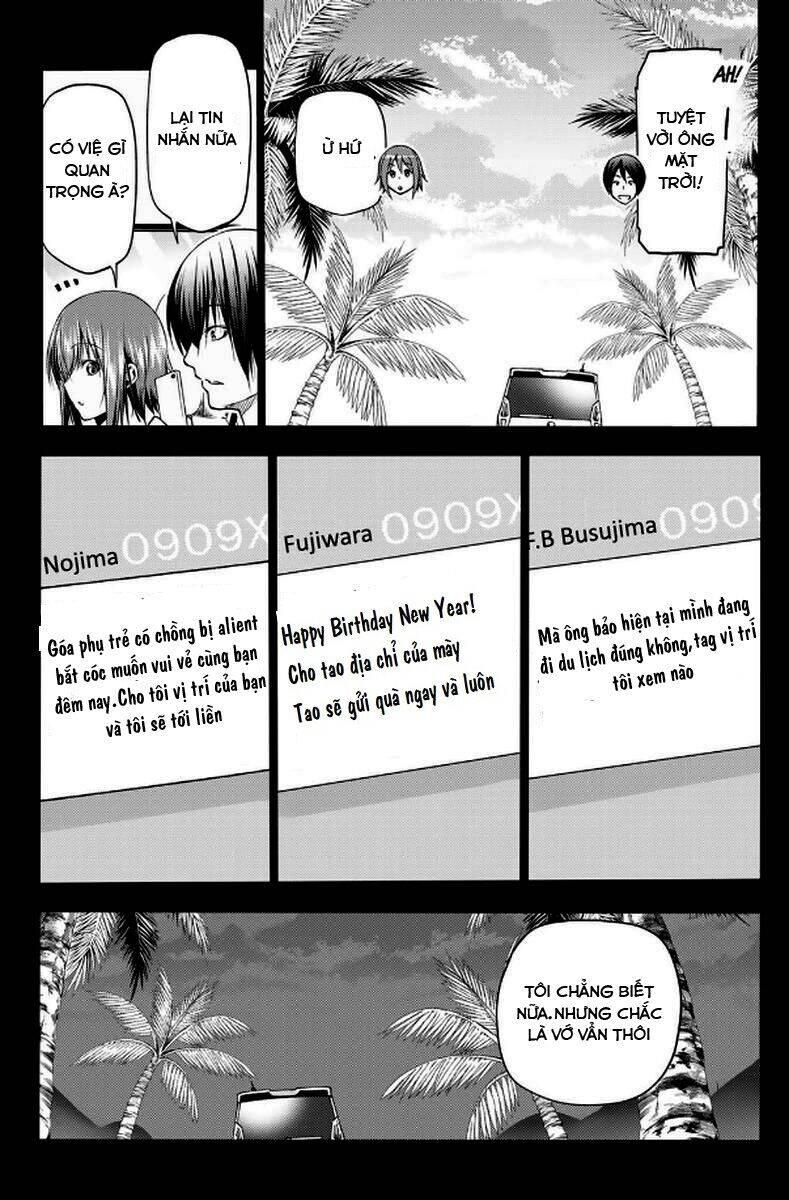 AH!
TUYỆT
VỜI ÔNG
MẶT
TRỜI!
Ừ HỨ
LẠI TIN
NHẮN NỮA
CÓ VIỆ GÌ
QUAN
TRỌNG Ã?
F.B Busujima
0909
Mà ông bảo hiện tại mình đang
đi du lịch đúng không,tag vị trí
tôi xem nào
Fujiwara
0909X
Happy Birthday New Year!
Cho tao địa chỉ của mày
Tao sẽ gửi quà ngay và luôn
Nojima
0909X
Góa phụ trẻ có chồng bị alient
bắt cóc muốn vui vẻ cùng bạn
đêm nay.Cho tôi vị trí của bạn
và tôi sẽ tới liền
TÔI CHẲNG BIẾT
NỮA.NHƯNG CHẮC
LÀ VỚ VẨN THÔI